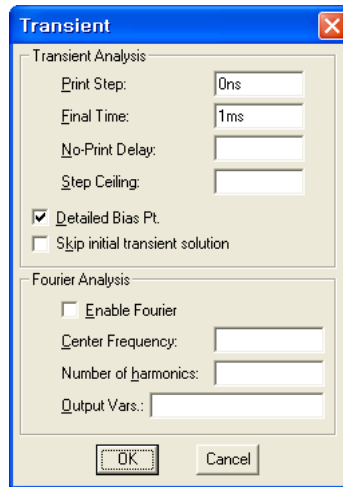 Transient
Transient Analysis
Print Step: 0ns
Final Time: 1ms
No-Print Delay:
Step Ceiling:
Detailed Bias Pt.
Skip initial transient solution
Fourier Analysis
Enable Fourier
Center Frequency:
Number of harmonics:
Output Vars.:
OK Cancel